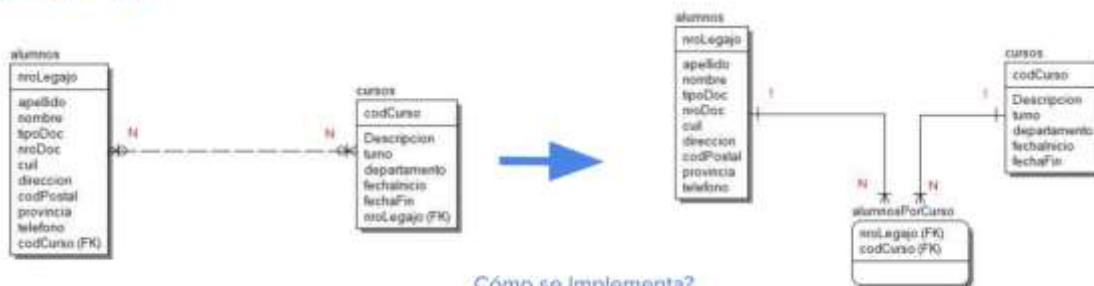 alumnos
nroLegajo
apellido
nombre
tipoDoc
nroDoc
cuil
direccion
codPostal
provincia
telefono
codCurso (FK)
N
N
cursos
codCurso
Descripcion
turno
departamento
fechaInicio
fechaFin
nroLegajo (FK)
alumnos
nroLegajo
apellido
nombre
tipoDoc
nroDoc
cuil
direccion
codPostal
provincia
telefono
1
1
cursos
codCurso
Descripcion
turno
departamento
fechaInicio
fechaFin
N
N
alumnosPorCurso
nroLegajo (FK)
codCurso (FK)
Cómo se Implementa?